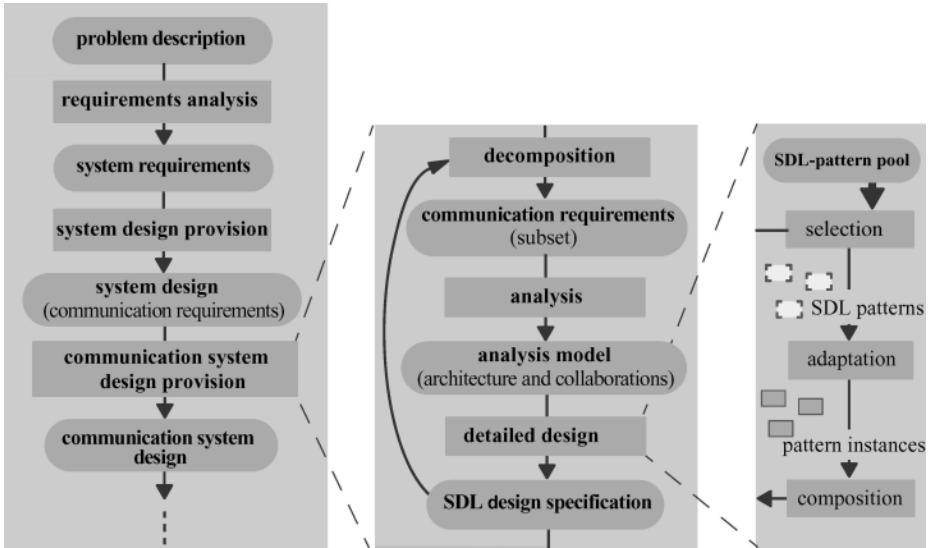 problem description
requirements analysis
system requirements
system design provision
system design
(communication requirements)
communication system
design provision
communication system
design
decomposition
communication requirements
(subset)
analysis
analysis model
(architecture and collaborations)
detailed design
SDL design specification
SDL-pattern pool
selection
SDL patterns
adaptation
pattern instances
composition